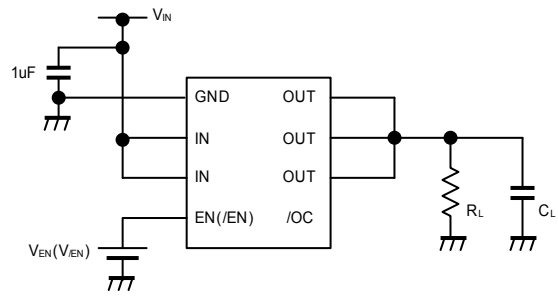 VIN
1uF
GND OUT
IN OUT
IN OUT
EN(/EN) /OC
VEN(V/EN)
RL
CL